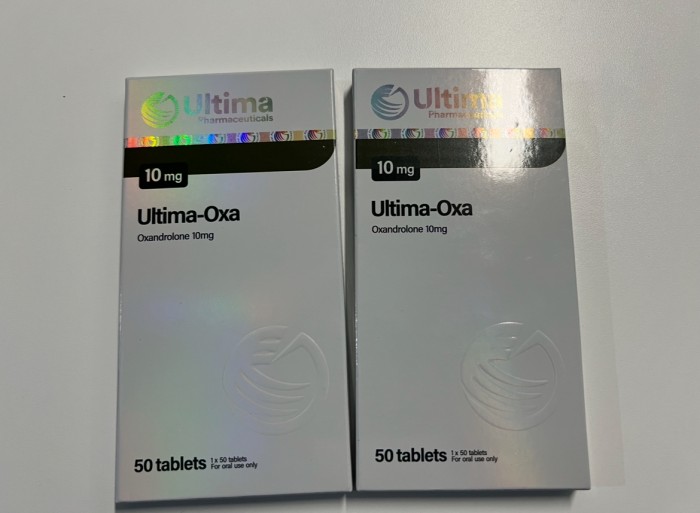 Ultima
Pharmaceuticals
10 mg
Ultima-Oxa
Oxandrolone 10mg
50 tablets
1 x 50 tablets
For oral use only
Ultima
Pharmaceuticals
10 mg
Ultima-Oxa
Oxandrolone 10mg
50 tablets
1 x 50 tablets
For oral use only